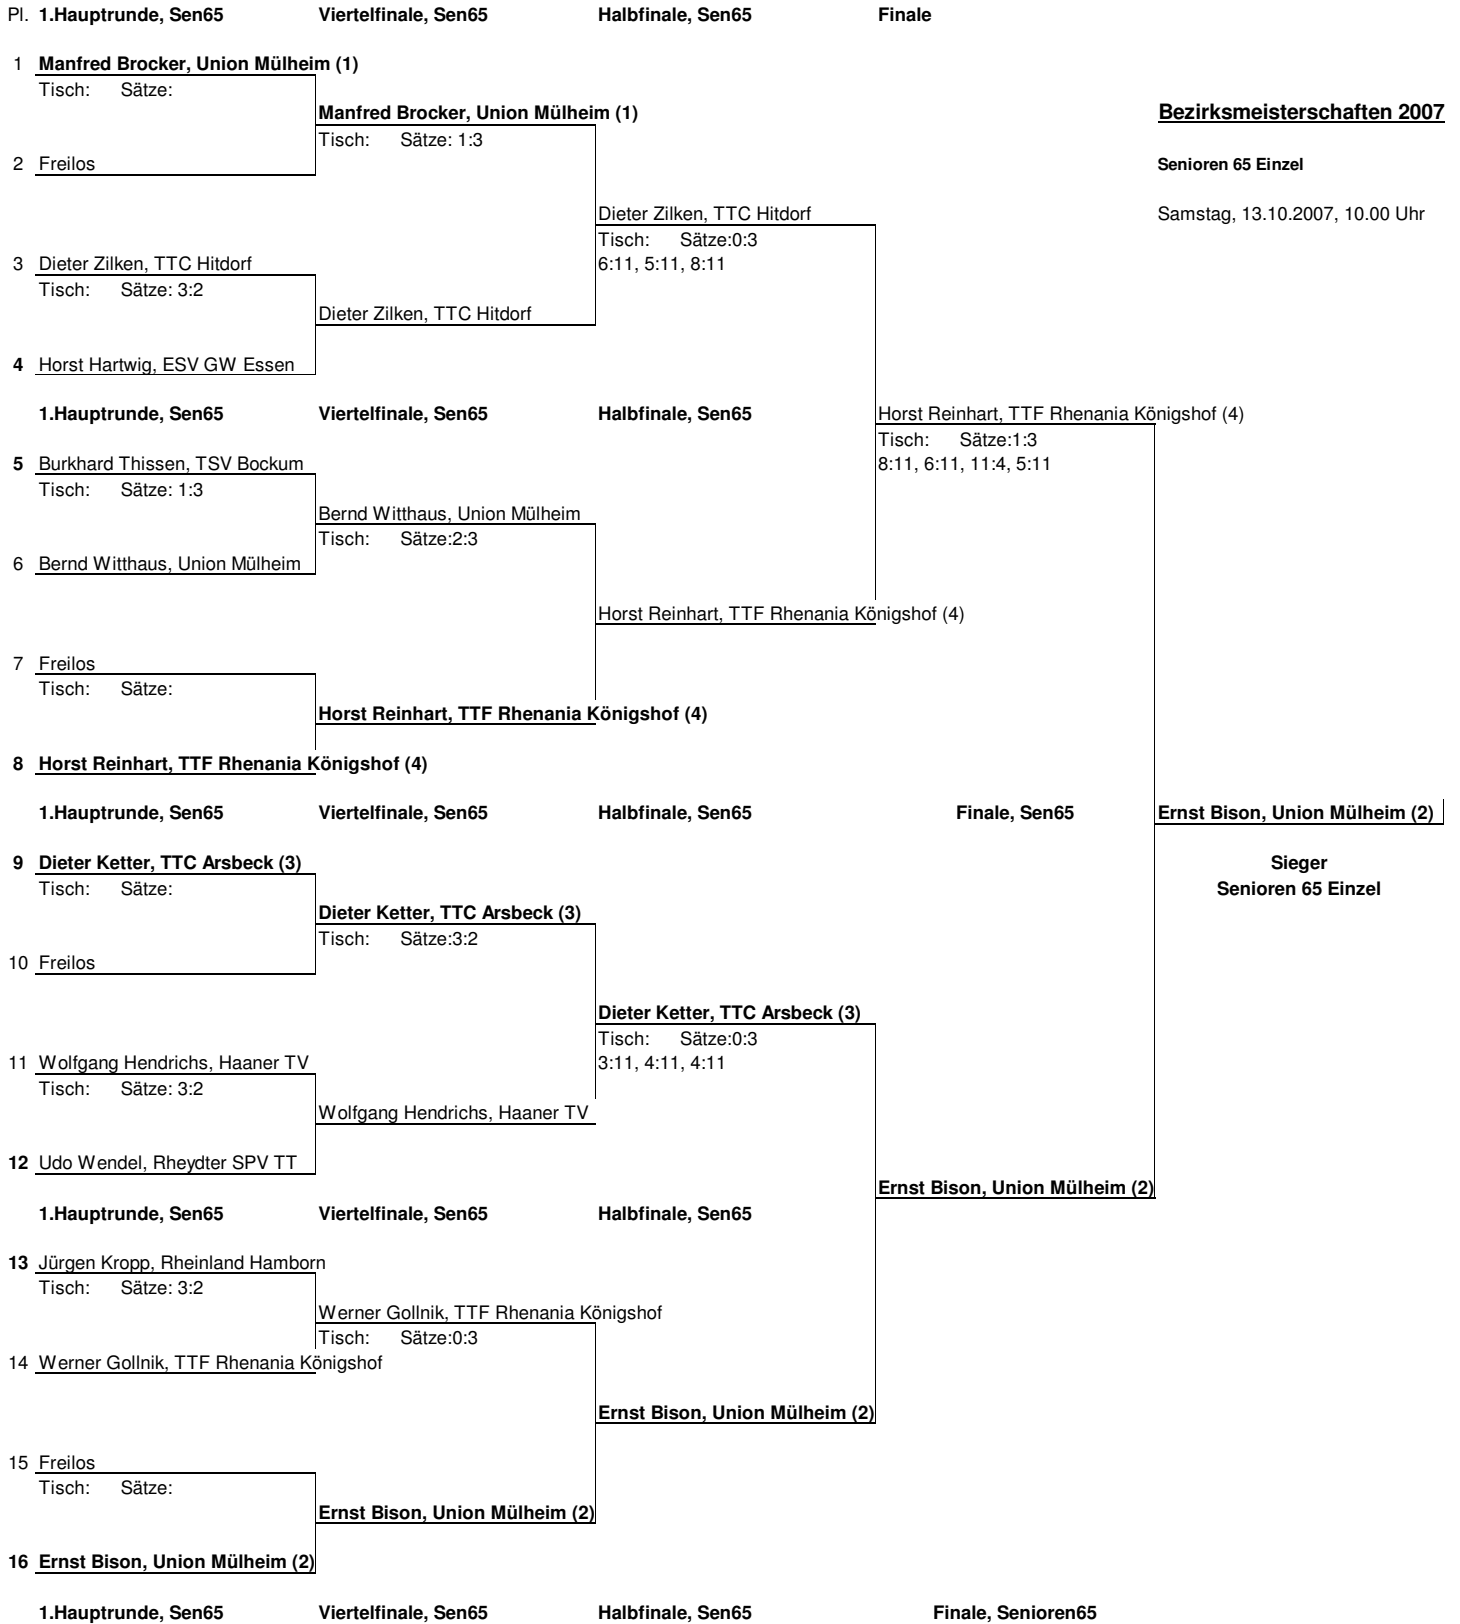 Pl. 1.Hauptrunde, Sen65 Viertelfinale, Sen65 Halbfinale, Sen65 Finale
1 Manfred Brocker, Union Mülheim (1)
Tisch: Sätze:
Manfred Brocker, Union Mülheim (1) Bezirksmeisterschaften 2007
Tisch: Sätze: 1:3
2 Freilos Senioren 65 Einzel
Dieter Zilken, TTC Hitdorf Samstag, 13.10.2007, 10.00 Uhr
Tisch: Sätze:0:3
3 Dieter Zilken, TTC Hitdorf 6:11, 5:11, 8:11
Tisch: Sätze: 3:2
Dieter Zilken, TTC Hitdorf
4 Horst Hartwig, ESV GW Essen
1.Hauptrunde, Sen65 Viertelfinale, Sen65 Halbfinale, Sen65 Horst Reinhart, TTF Rhenania Königshof (4)
Tisch: Sätze:1:3
5 Burkhard Thissen, TSV Bockum 8:11, 6:11, 11:4, 5:11
Tisch: Sätze: 1:3
Bernd Witthaus, Union Mülheim
Tisch: Sätze:2:3
6 Bernd Witthaus, Union Mülheim
Horst Reinhart, TTF Rhenania Königshof (4)
7 Freilos
Tisch: Sätze:
Horst Reinhart, TTF Rhenania Königshof (4)
8 Horst Reinhart, TTF Rhenania Königshof (4)
1.Hauptrunde, Sen65 Viertelfinale, Sen65 Halbfinale, Sen65 Finale, Sen65 Ernst Bison, Union Mülheim (2)
9 Dieter Ketter, TTC Arsbeck (3) Sieger
Tisch: Sätze: Senioren 65 Einzel
Dieter Ketter, TTC Arsbeck (3)
Tisch: Sätze:3:2
10 Freilos
Dieter Ketter, TTC Arsbeck (3)
Tisch: Sätze:0:3
11 Wolfgang Hendrichs, Haaner TV 3:11, 4:11, 4:11
Tisch: Sätze: 3:2
Wolfgang Hendrichs, Haaner TV
12 Udo Wendel, Rheydter SPV TT
Ernst Bison, Union Mülheim (2)
1.Hauptrunde, Sen65 Viertelfinale, Sen65 Halbfinale, Sen65
13 Jürgen Kropp, Rheinland Hamborn
Tisch: Sätze: 3:2
Werner Gollnik, TTF Rhenania Königshof
Tisch: Sätze:0:3
14 Werner Gollnik, TTF Rhenania Königshof
Ernst Bison, Union Mülheim (2)
15 Freilos
Tisch: Sätze:
Ernst Bison, Union Mülheim (2)
16 Ernst Bison, Union Mülheim (2)
1.Hauptrunde, Sen65 Viertelfinale, Sen65 Halbfinale, Sen65 Finale, Senioren65